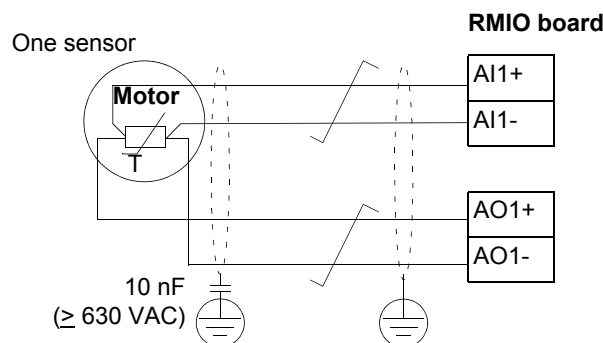 RMIO board
One sensor
Motor
T
AI1+
AI1-
AO1+
AO1-
10 nF
(≥ 630 VAC)